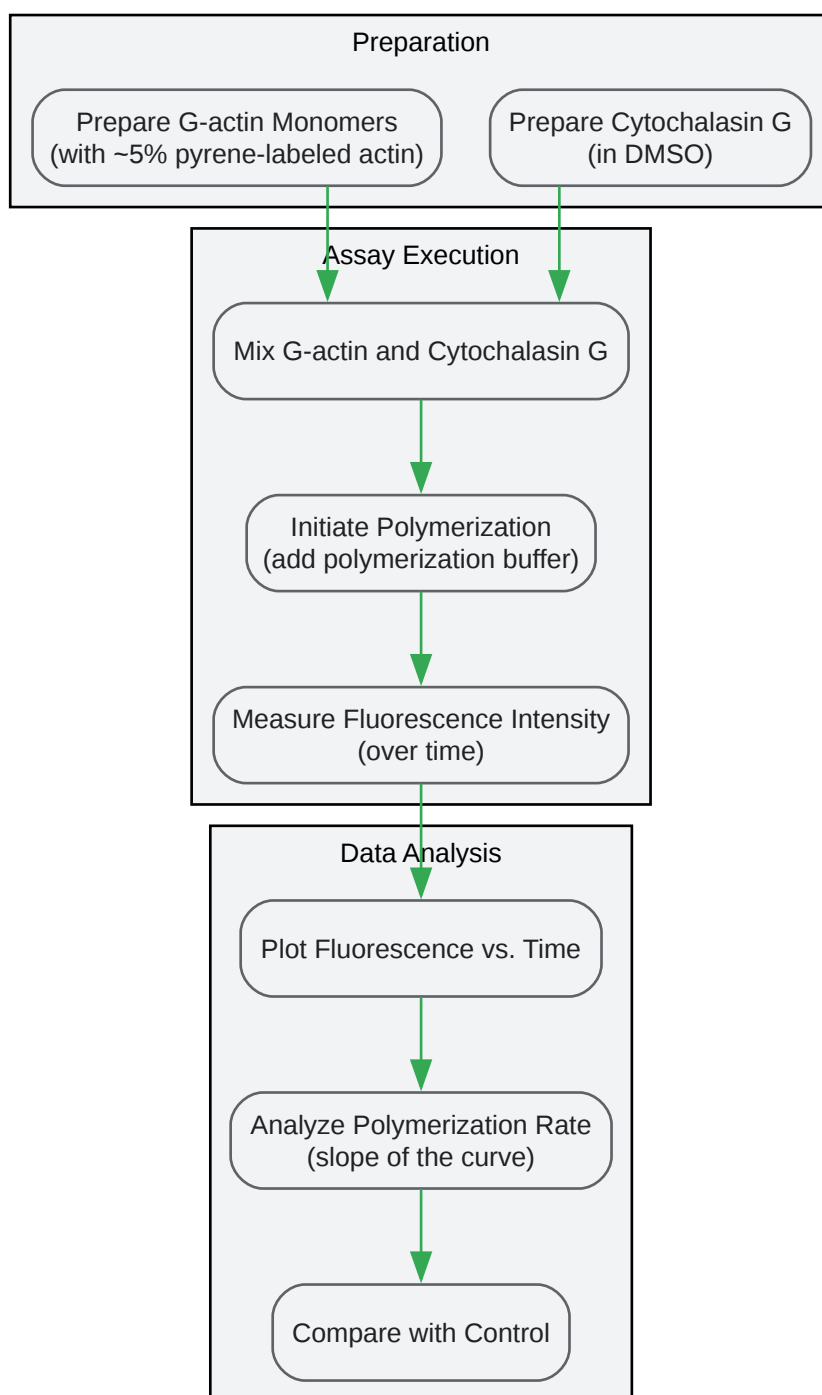 Preparation
Prepare G-actin Monomers
(with ~5% pyrene-labeled actin)
Prepare Cytochalasin G
(in DMSO)
Assay Execution
Mix G-actin and Cytochalasin G
Initiate Polymerization
(add polymerization buffer)
Measure Fluorescence Intensity
(over time)
Data Analysis
Plot Fluorescence vs. Time
Analyze Polymerization Rate
(slope of the curve)
Compare with Control